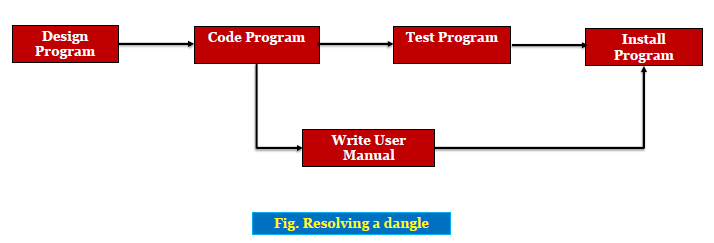 Design
Program
Code Program
Test Program
Install
Program
Write User
Manual
Fig. Resolving a dangle